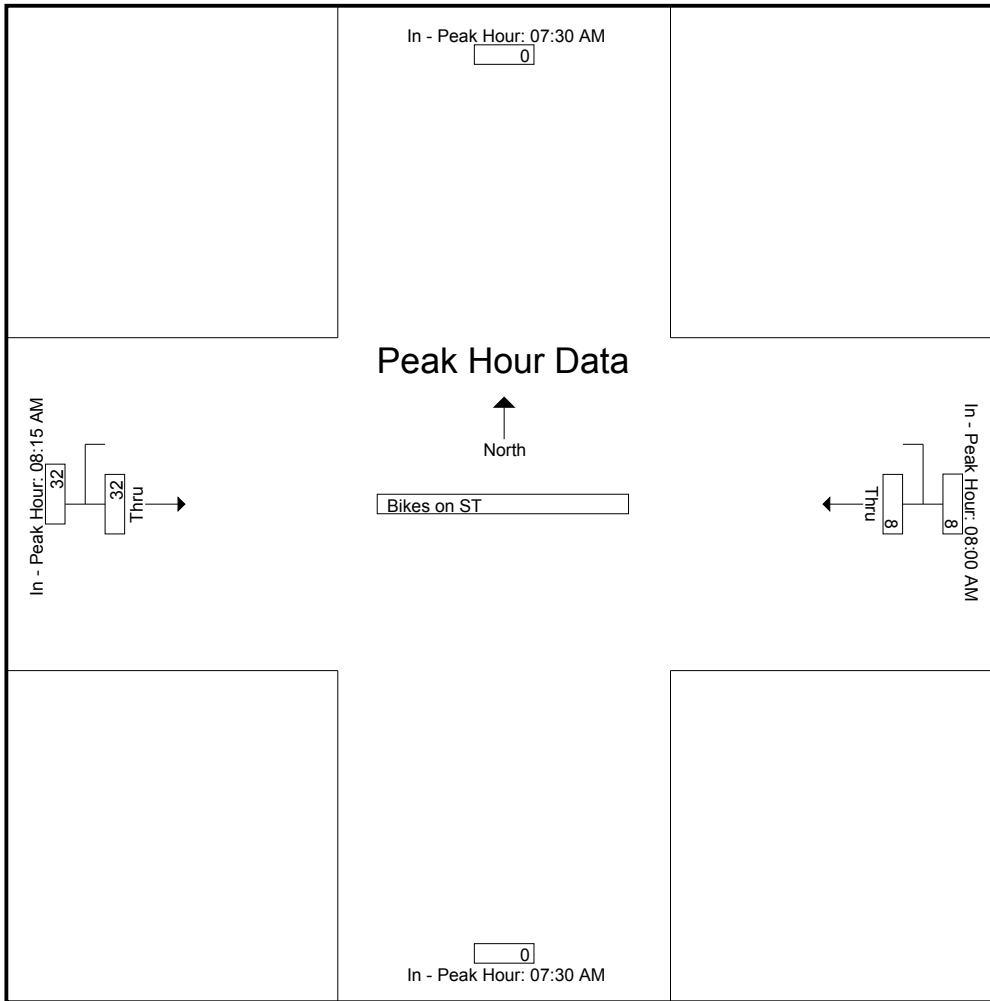 In - Peak Hour: 07:30 AM
0
Peak Hour Data
North
Bikes on ST
In - Peak Hour: 08:15 AM
32
32
Thru
Thru
8
8
In - Peak Hour: 08:00 AM
0
In - Peak Hour: 07:30 AM